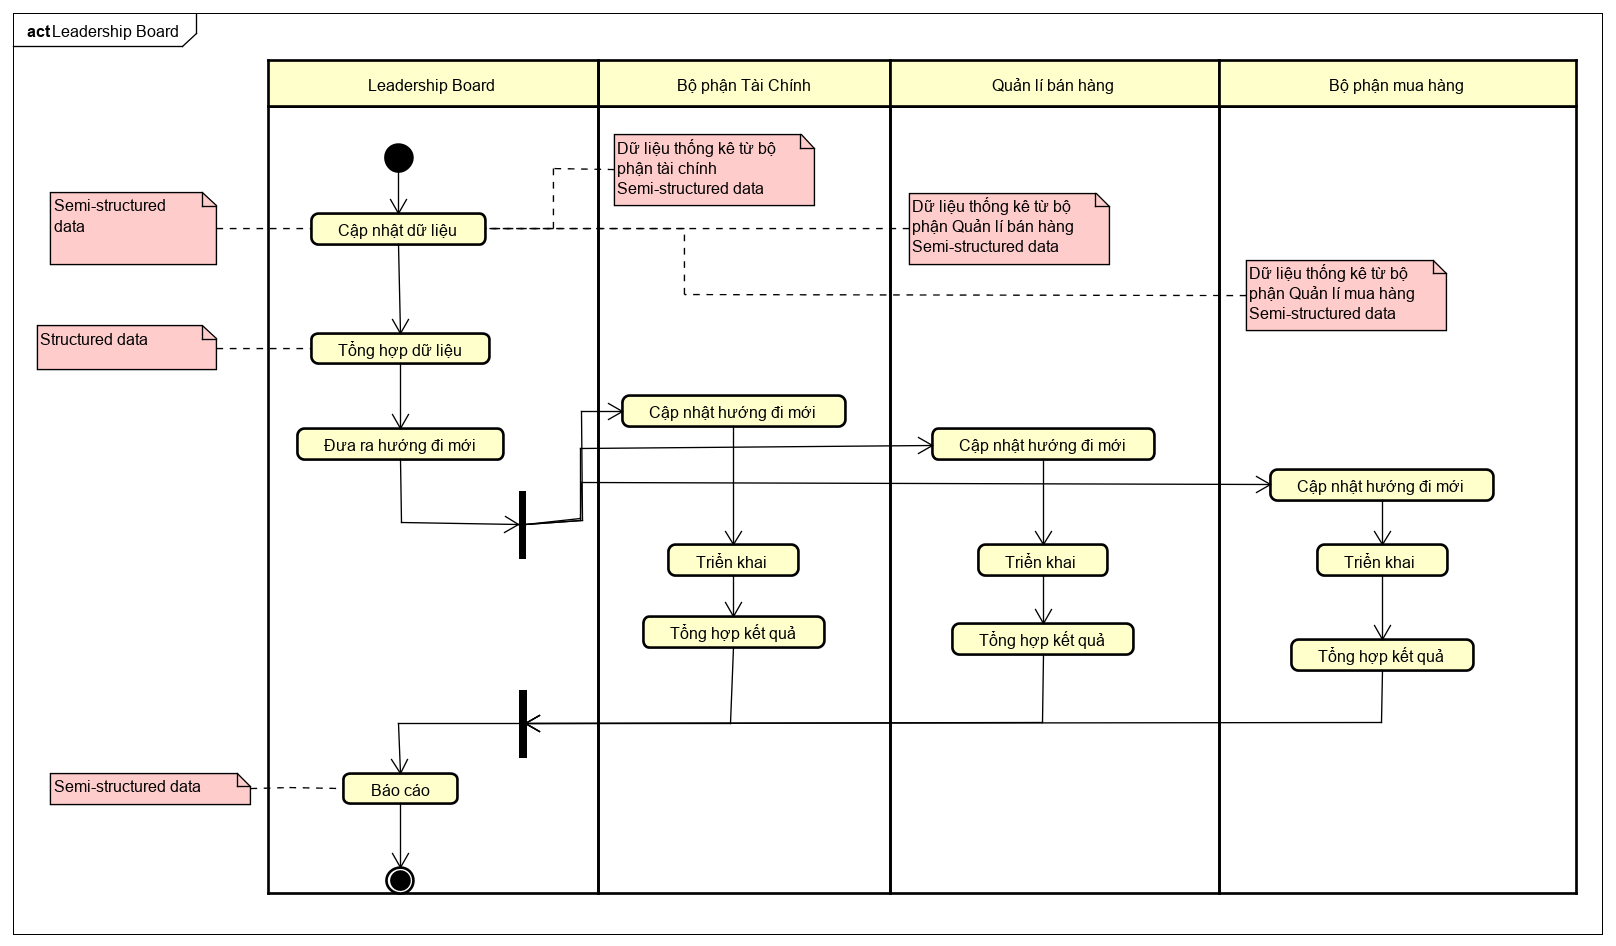 act Leadership Board
Leadership Board
Bộ phận Tài Chính
Quản lí bán hàng
Bộ phận mua hàng
Dữ liệu thống kê từ bộ
phận tài chính
Semi-structured data
Semi-structured
data
Cập nhật dữ liệu
Dữ liệu thống kê từ bộ
phận Quản lí bán hàng
Semi-structured data
Dữ liệu thống kê từ bộ
phận Quản lí mua hàng
Semi-structured data
Structured data
Tổng hợp dữ liệu
Cập nhật hướng đi mới
Đưa ra hướng đi mới
Cập nhật hướng đi mới
Cập nhật hướng đi mới
Triển khai
Triển khai
Triển khai
Tổng hợp kết quả
Tổng hợp kết quả
Tổng hợp kết quả
Semi-structured data
Báo cáo